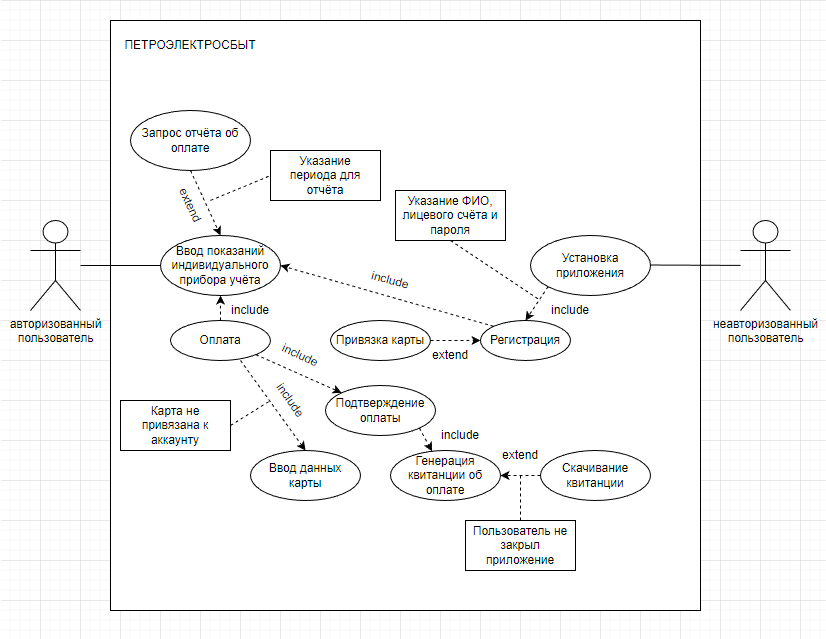 ПЕТРОЭЛЕКТРОСБЫТ
Запрос отчёта об
оплате
Указание
периода для
отчёта
extend
Указание ФИО,
лицевого счёта и
пароля
Ввод показаний
индивидуального
прибора учёта
Установка
приложения
авторизованный
пользователь
неавторизованный
пользователь
include
include
include
Оплата
Привязка карты
extend
Регистрация
include
include
Карта не
привязана к
аккаунту
Подтверждение
оплаты
include
Ввод данных
карты
Генерация
квитанции об
оплате
extend
Скачивание
квитанции
Пользователь не
закрыл
приложение